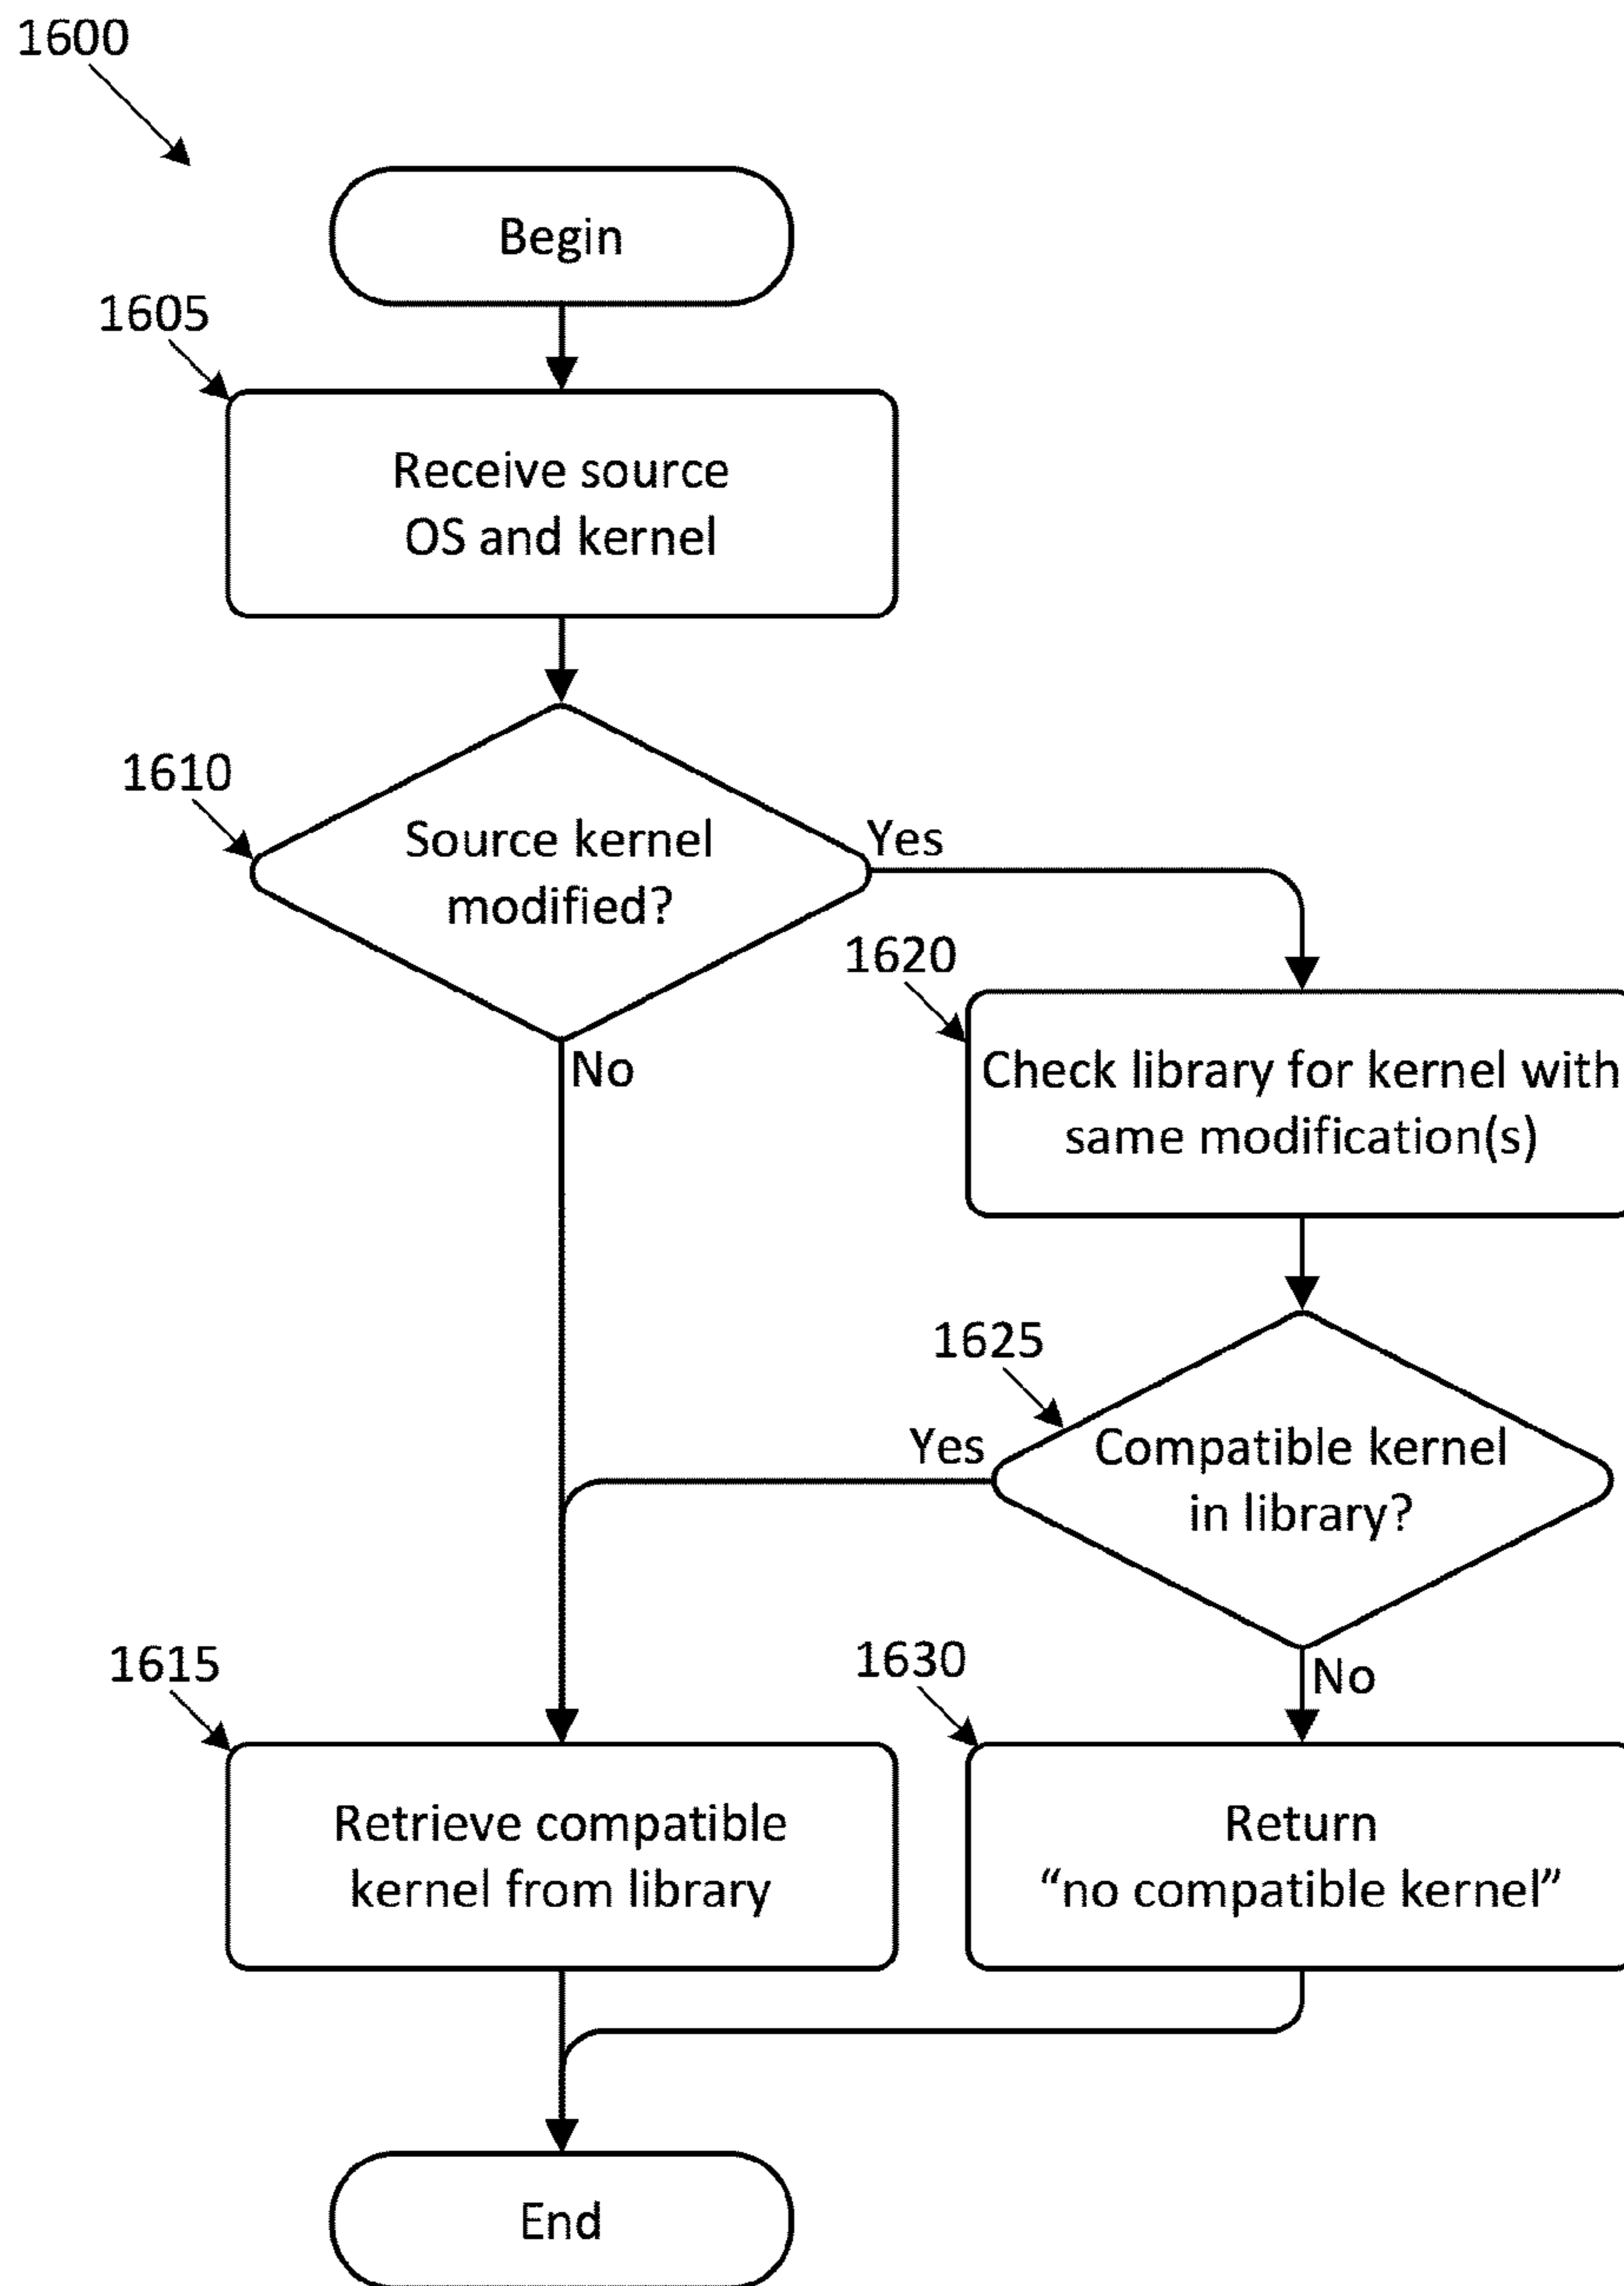 1600
Begin
1605
Receive source
OS and kernel
1610
Source kernel
modified?
Yes
No
1620
Check library for kernel with
same modification(s)
1625
Yes
Compatible kernel
in library?
No
1615
Retrieve compatible
kernel from library
1630
Return
“no compatible kernel”
End